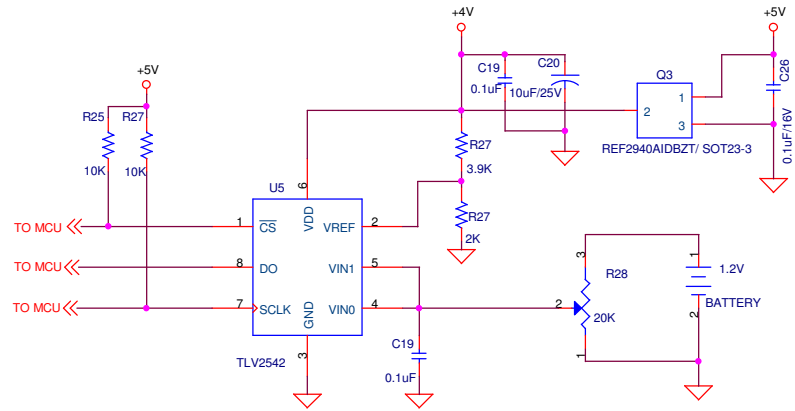 +4V
+5V
C19
0.1uF
C20
10uF/25V
Q3
2
1
3
C26
0.1uF/16V
REF2940AIDBZT/ SOT23-3
+5V
R25
R27
10K
10K
R27
3.9K
R27
2K
U5
6
VDD
TO MCU
1
CS
VREF
2
TO MCU
8
DO
VIN1
5
TO MCU
7
SCLK
VIN0
4
GND
3
TLV2542
C19
0.1uF
3
R28
2
20K
1
1
1.2V
BATTERY
2